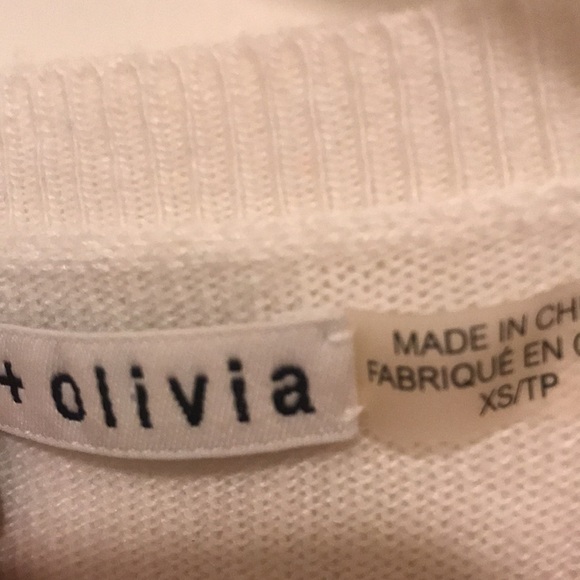 + olivia
MADE IN CH
FABRIQUÉ EN
XS/TP